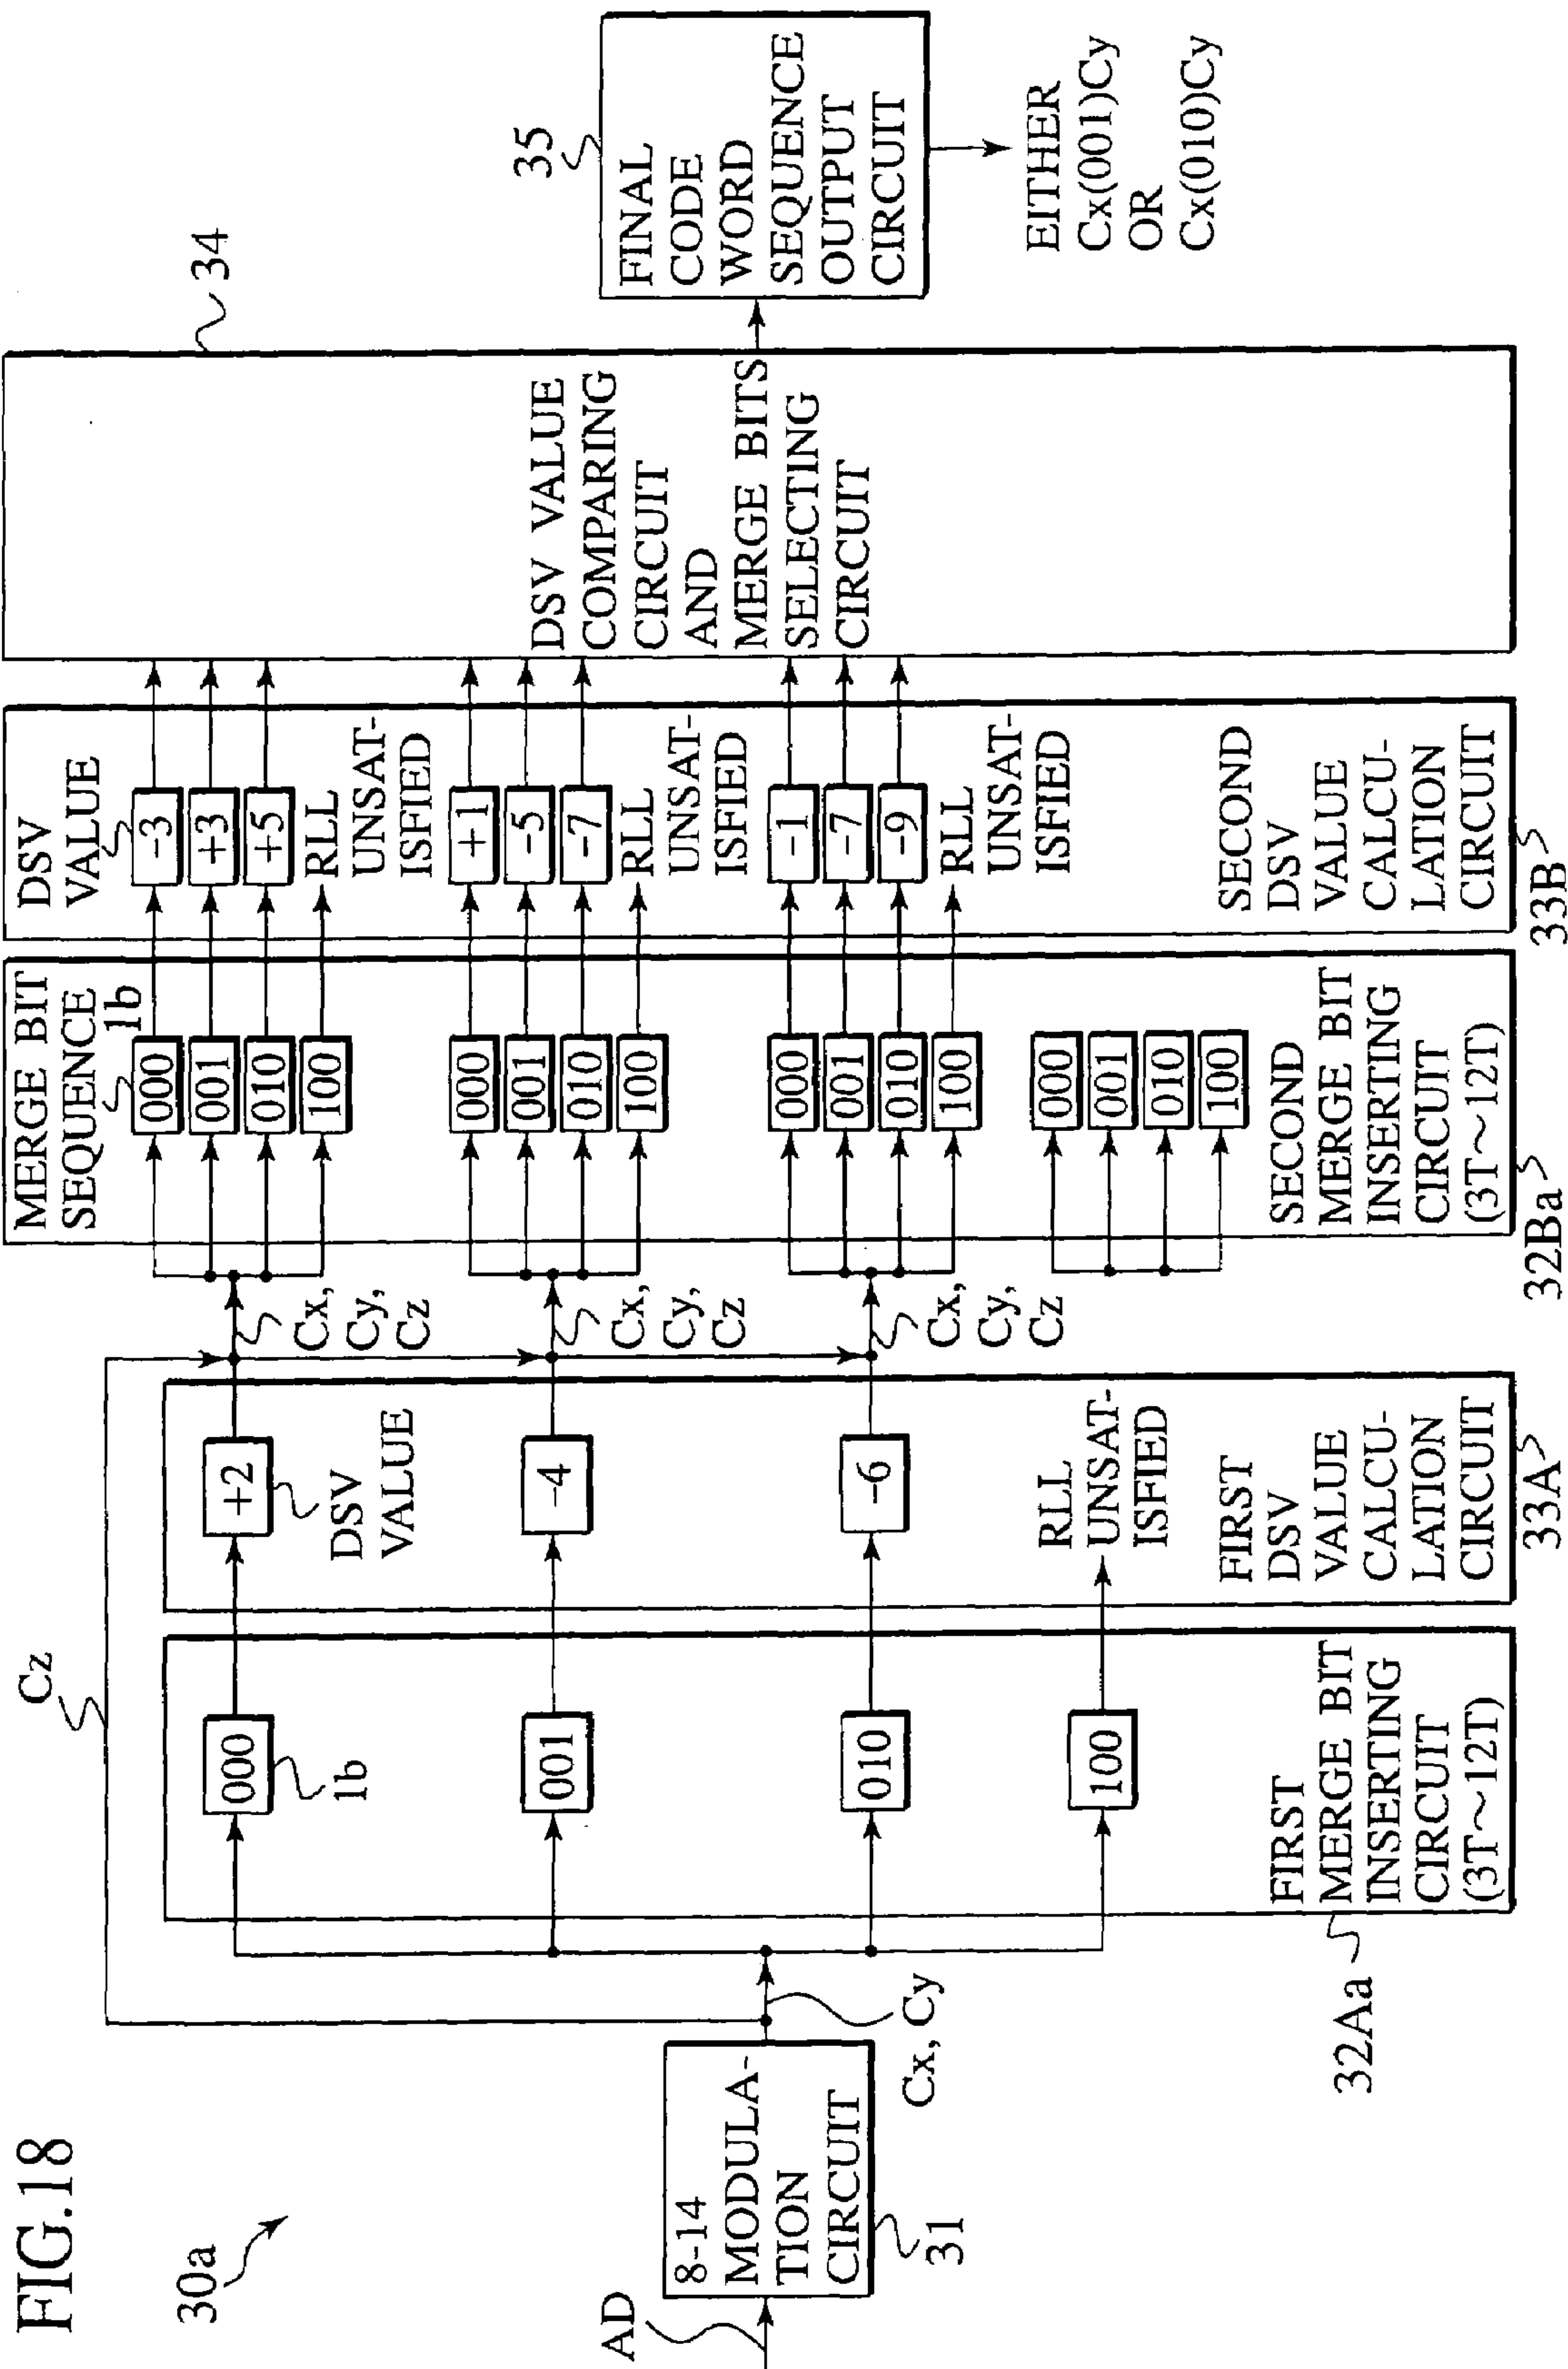 FIG.18
30a
AD
8-14
MODULA-
TION
CIRCUIT
31
Cx, Cy
Cz
000
1b
001
010
100
FIRST
MERGE BIT
INSERTING
CIRCUIT
(3T~12T)
32Aa
+2
DSV
VALUE
-4
-6
RLL
UNSAT-
ISFIED
FIRST
DSV
VALUE
CALCU-
LATION
CIRCUIT
33A
Cx,
Cy,
Cz
Cx,
Cy,
Cz
Cx,
Cy,
Cz
MERGE BIT
SEQUENCE
1b
000
001
010
100
000
001
010
100
000
001
010
100
000
001
010
100
SECOND
MERGE BIT
INSERTING
CIRCUIT
(3T~12T)
32Ba
DSV
VALUE
-3
+3
+5
RLL
UNSAT-
ISFIED
+1
-5
-7
RLL
UNSAT-
ISFIED
-1
-7
-9
RLL
UNSAT-
ISFIED
SECOND
DSV
VALUE
CALCU-
LATION
CIRCUIT
33B
DSV VALUE
COMPARING
CIRCUIT
AND
MERGE BITS
SELECTING
CIRCUIT
34
FINAL
CODE
WORD
SEQUENCE
OUTPUT
CIRCUIT
35
EITHER
Cx(001)Cy
OR
Cx(010)Cy